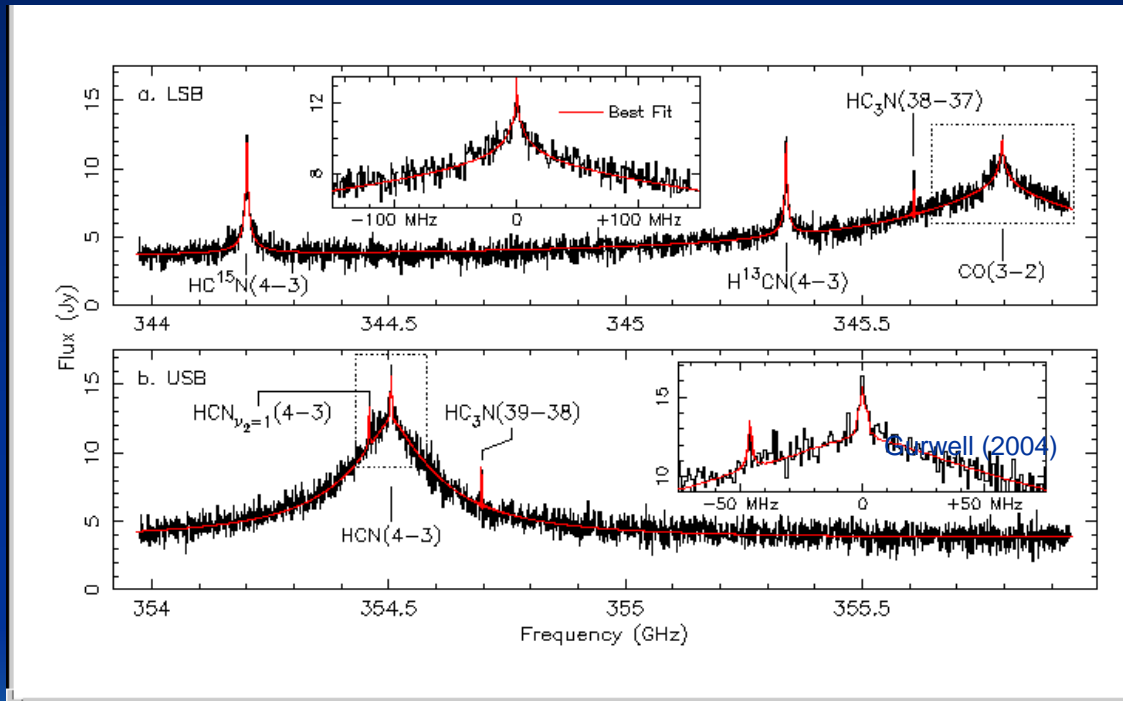 a. LSB
Best Fit
12
8
−100 MHz
0
+100 MHz
HC₃N(38−37)
15
10
5
0
HC¹⁵N(4−3)
H¹³CN(4−3)
CO(3−2)
344
344.5
345
345.5
Flux (Jy)
b. USB
HCN_ν₂=1(4−3)
HC₃N(39−38)
HCN(4−3)
15
10
5
0
15
10
−50 MHz
0
+50 MHz
Gurwell (2004)
354
354.5
355
355.5
Frequency (GHz)